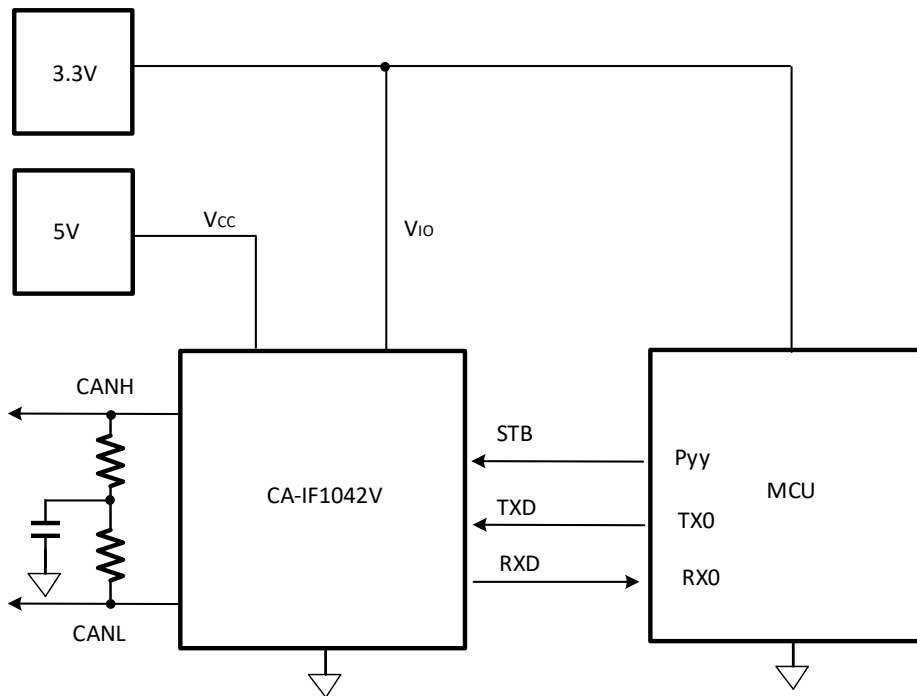 3.3V
5V
VCC
VIO
CANH
CANL
CA-IF1042V
STB
TXD
RXD
Pyy
TX0
RX0
MCU